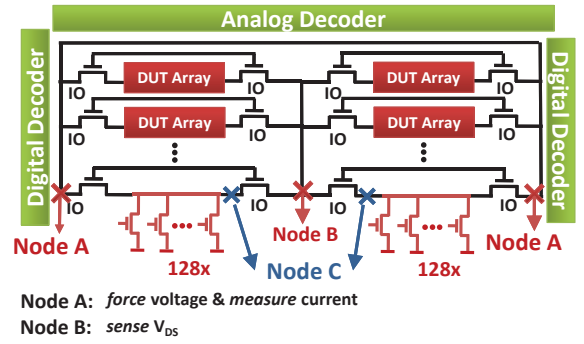 Analog Decoder
Digital Decoder
Digital Decoder
IO
DUT Array
IO
IO
DUT Array
IO
IO
DUT Array
IO
IO
DUT Array
IO
IO
IO
IO
IO
Node A
128x
Node B
Node C
128x
Node A
Node A: force voltage & measure current
Node B: sense VDS